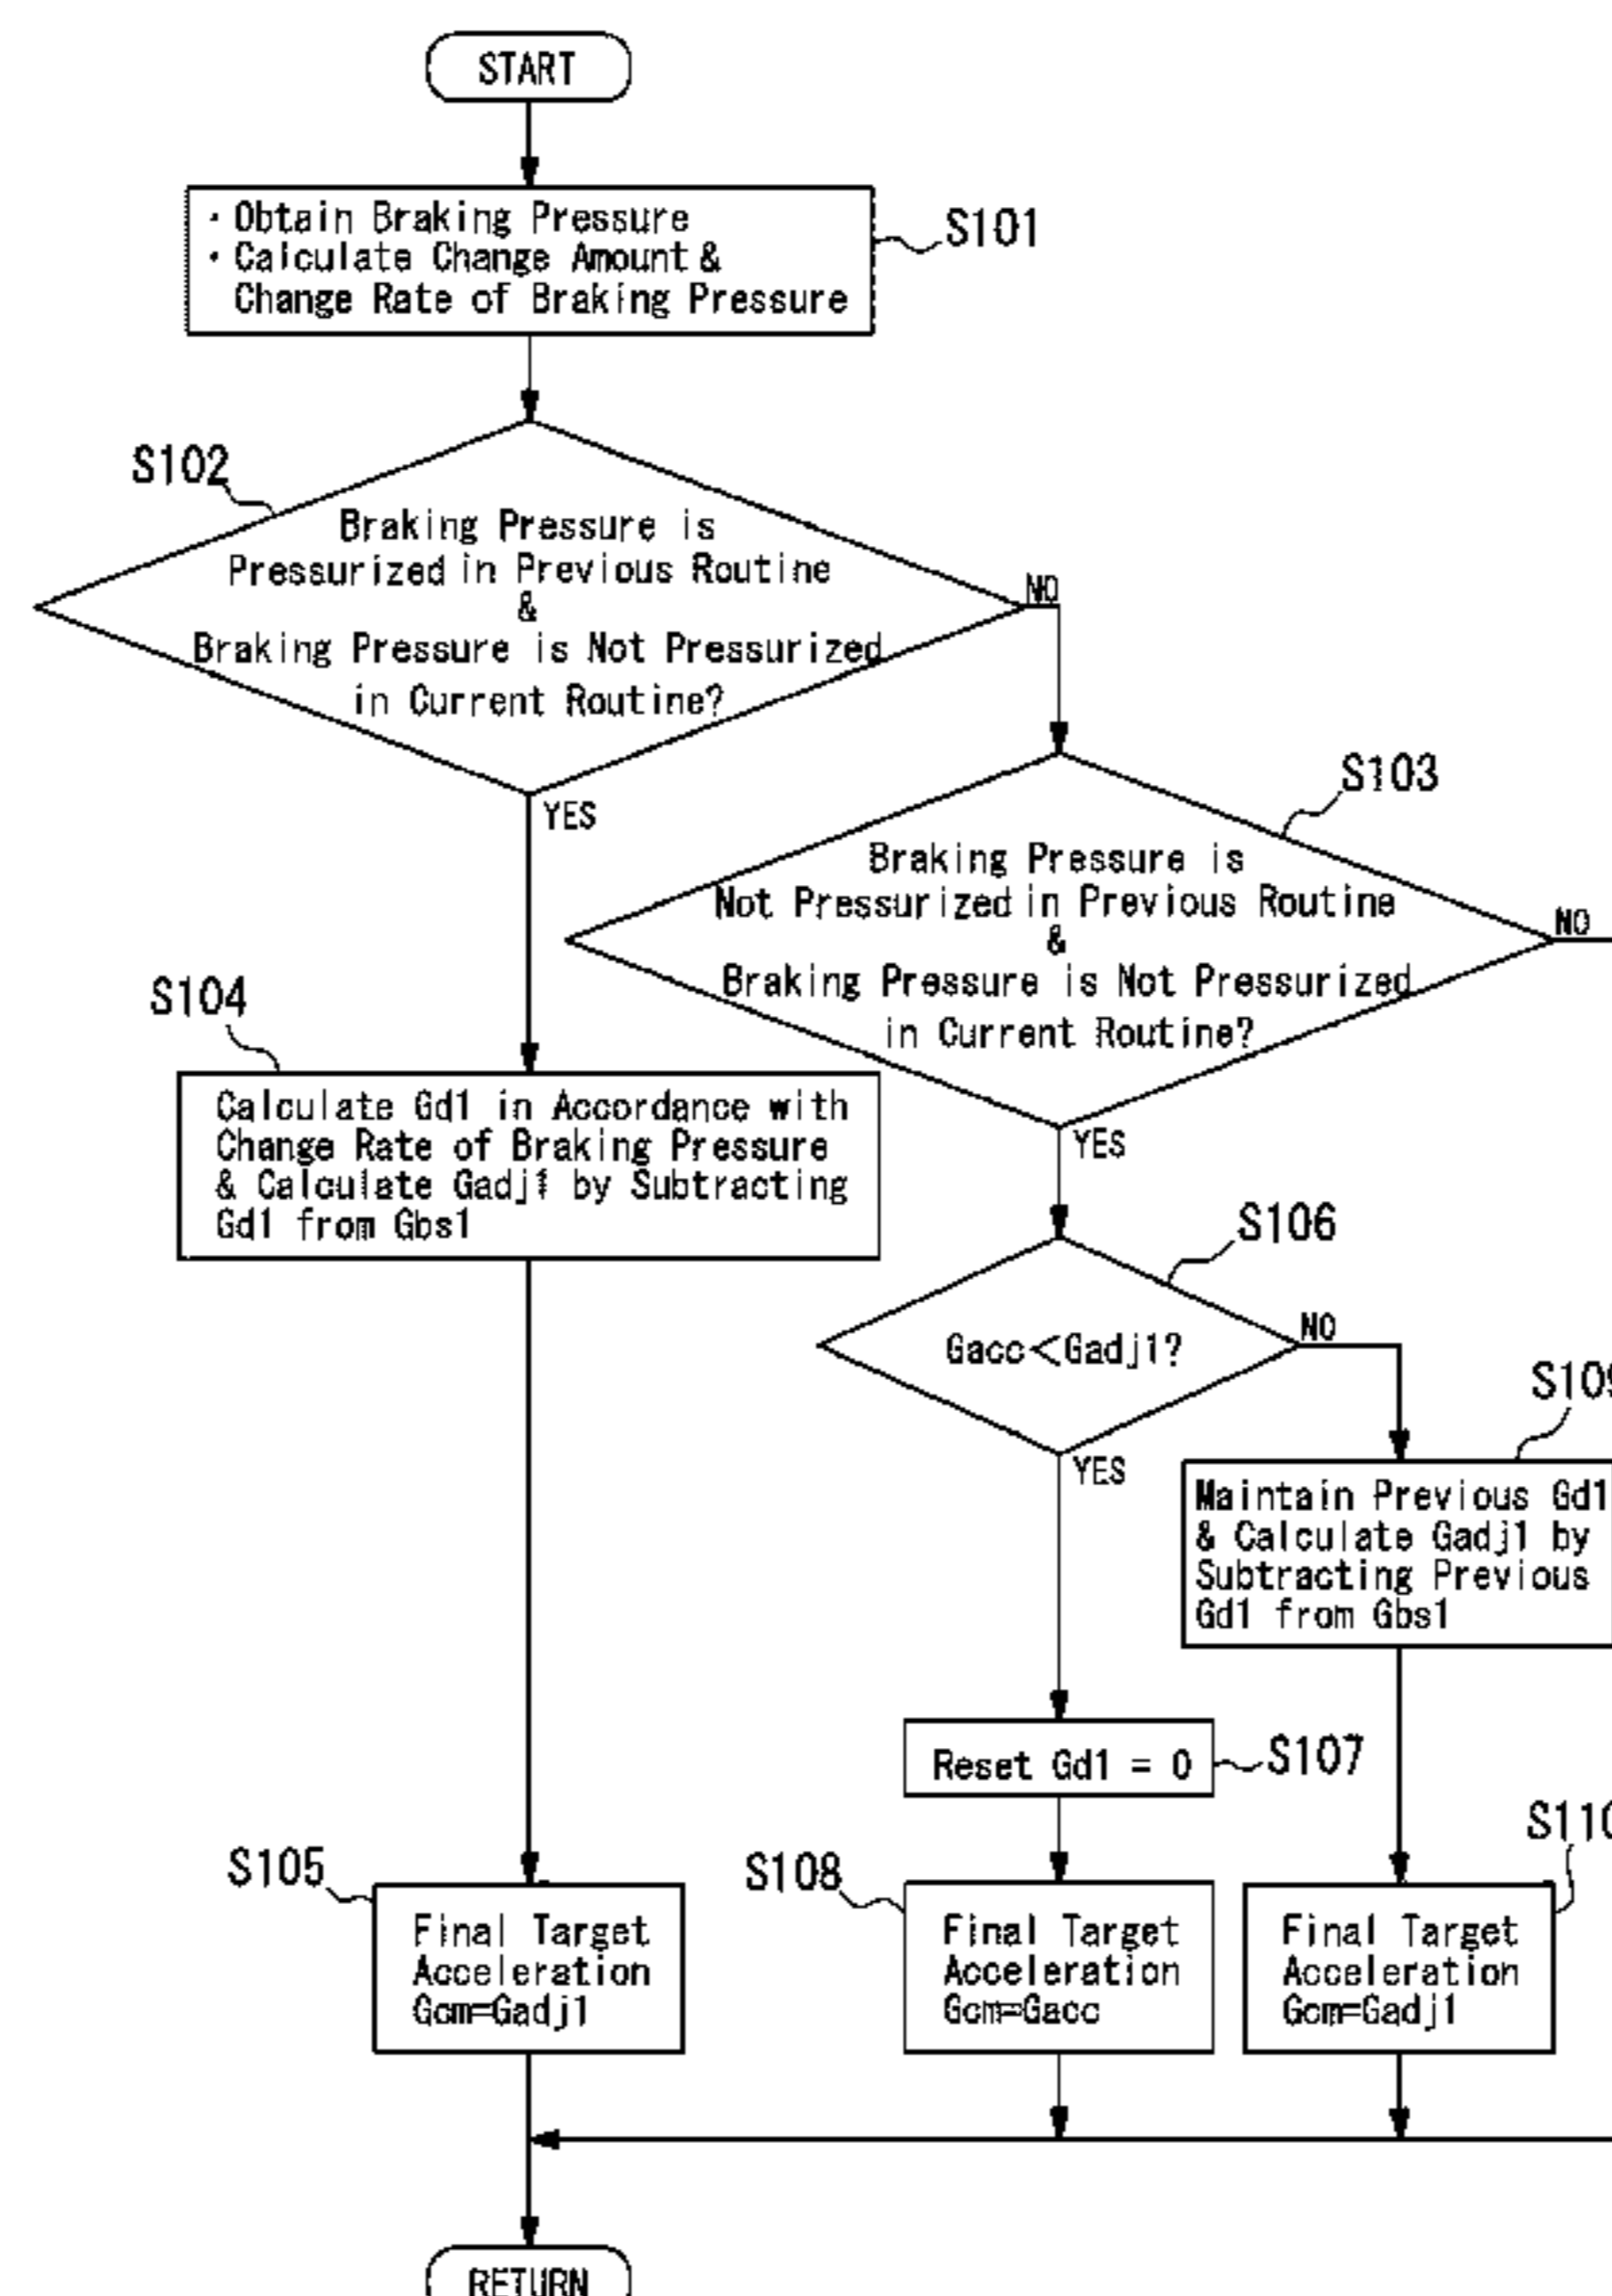 START
・Obtain Braking Pressure
・Calculate Change Amount &
Change Rate of Braking Pressure
S101
S102
Braking Pressure is
Pressurized in Previous Routine
&
Braking Pressure is Not Pressurized
in Current Routine?
NO
YES
S103
Braking Pressure is
Not Pressurized in Previous Routine
&
Braking Pressure is Not Pressurized
in Current Routine?
NO
YES
S104
Calculate Gd1 in Accordance with
Change Rate of Braking Pressure
& Calculate Gadj1 by Subtracting
Gd1 from Gbs1
S106
Gacc<Gadj1?
NO
YES
S109
Maintain Previous Gd1
& Calculate Gadj1 by
Subtracting Previous
Gd1 from Gbs1
Reset Gd1 = 0
S107
S105
Final Target
Acceleration
Gcm=Gadj1
S108
Final Target
Acceleration
Gcm=Gacc
S110
Final Target
Acceleration
Gcm=Gadj1
RETURN